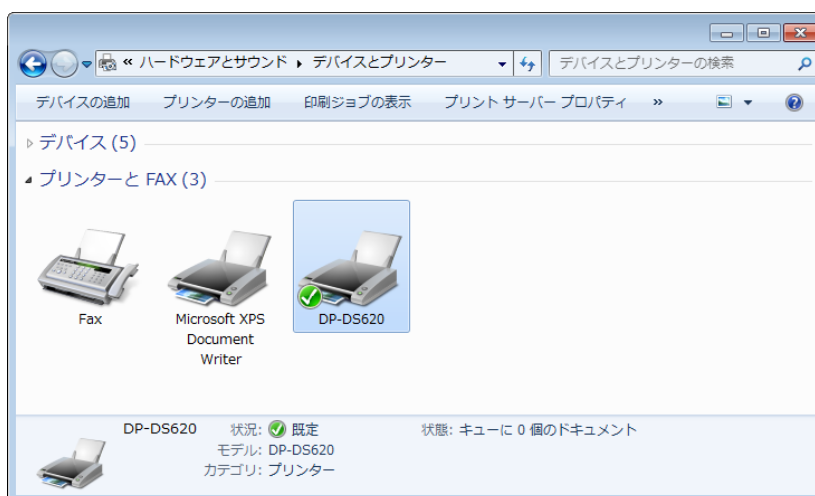 « ハードウェアとサウンド ▸ デバイスとプリンター デバイスとプリンターの検索
デバイスの追加 プリンターの追加 印刷ジョブの表示 プリント サーバー プロパティ »
デバイス (5)
プリンターと FAX (3)
Fax
Microsoft XPS
Document
Writer
DP-DS620
DP-DS620 状況: 既定 状態: キューに 0 個のドキュメント
モデル: DP-DS620
カテゴリ: プリンター